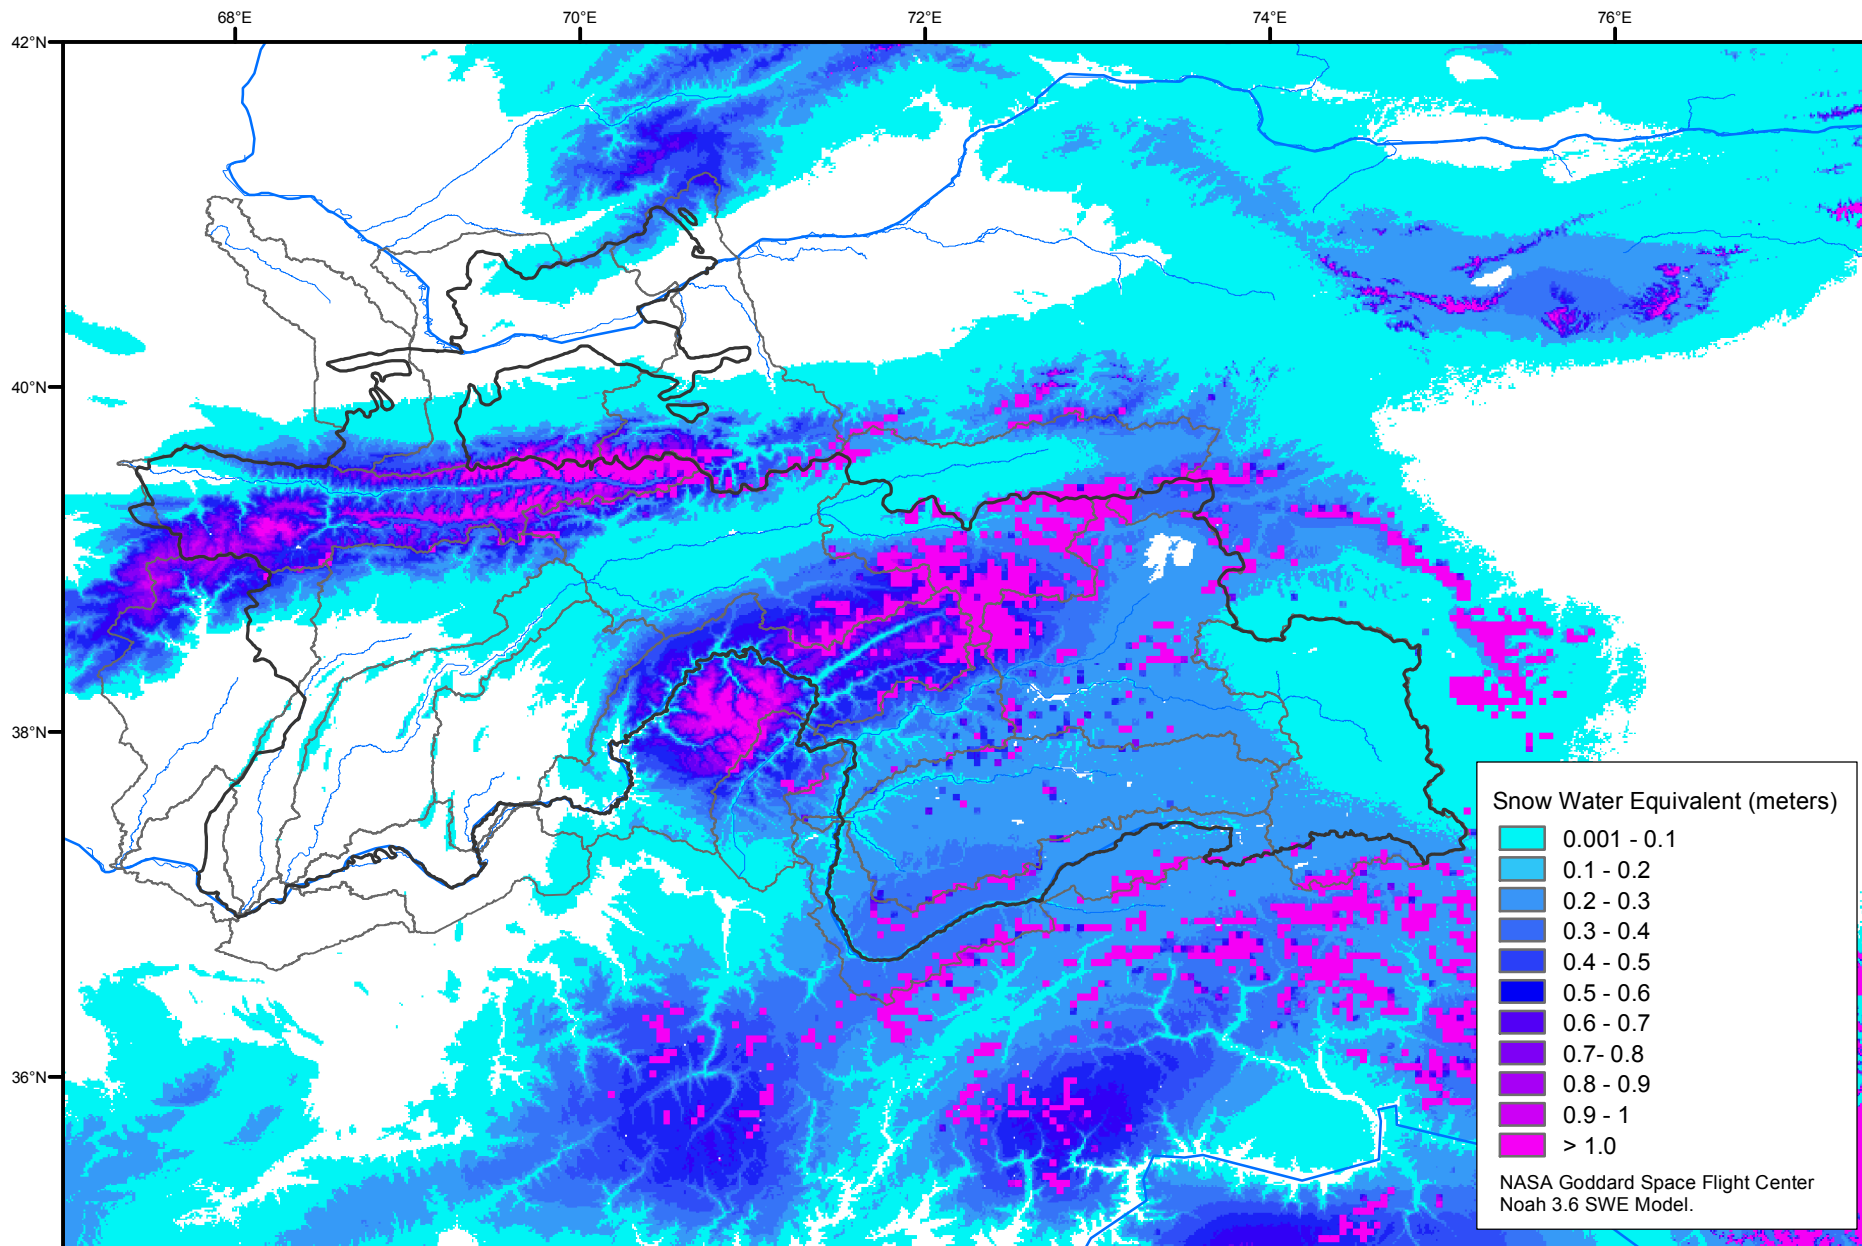 68°E 70°E 72°E 74°E 76°E
42°N
40°N
38°N
36°N
Snow Water Equivalent (meters)
0.001 - 0.1
0.1 - 0.2
0.2 - 0.3
0.3 - 0.4
0.4 - 0.5
0.5 - 0.6
0.6 - 0.7
0.7- 0.8
0.8 - 0.9
0.9 - 1
> 1.0
NASA Goddard Space Flight Center
Noah 3.6 SWE Model.